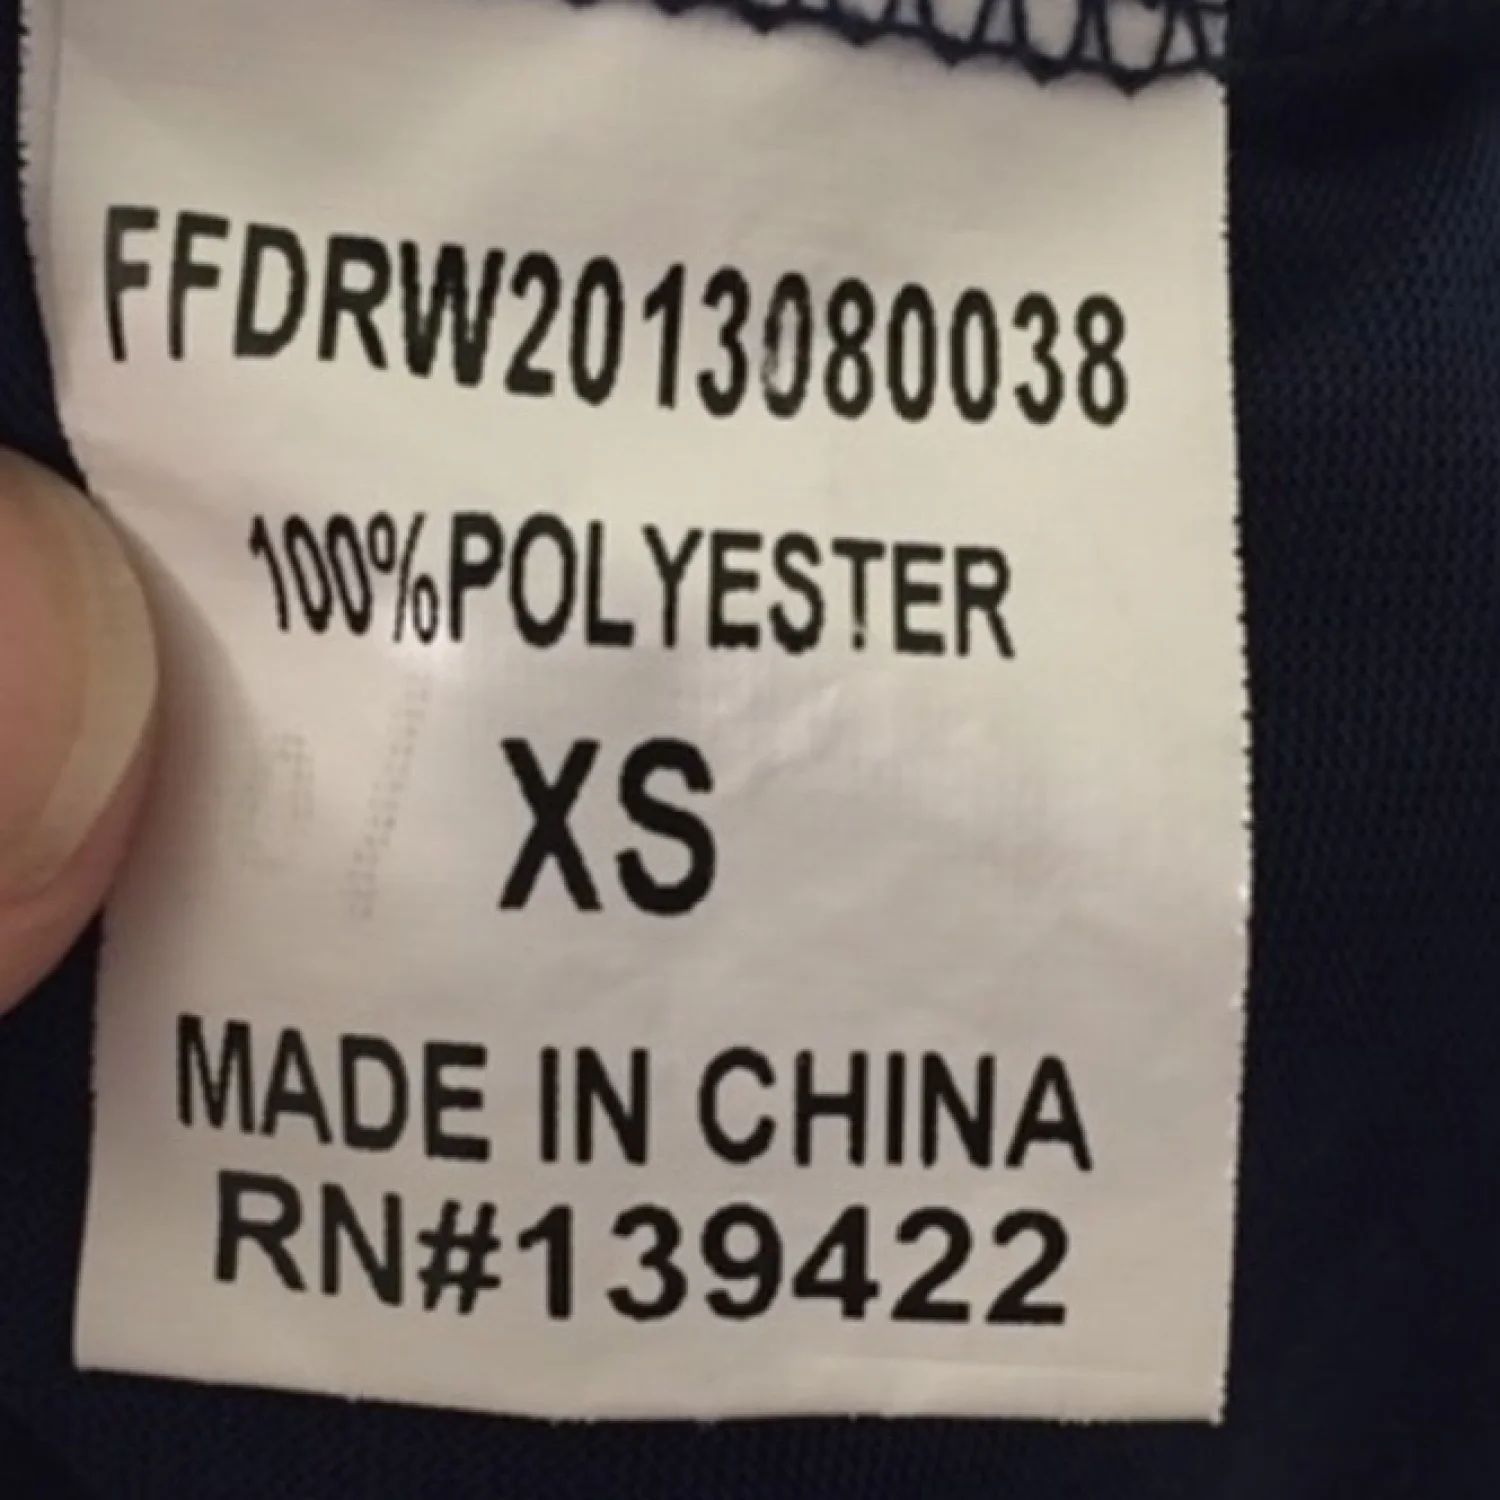 FFDRW2013080038
100%POLYESTER
XS
MADE IN CHINA
RN#139422